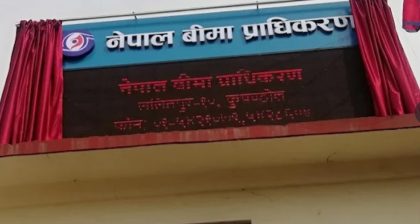 नेपाल बीमा प्राधिकरण
नेपाल बीमा प्राधिकरण
ललितपुर-१०, कुपण्डोल
फोन: